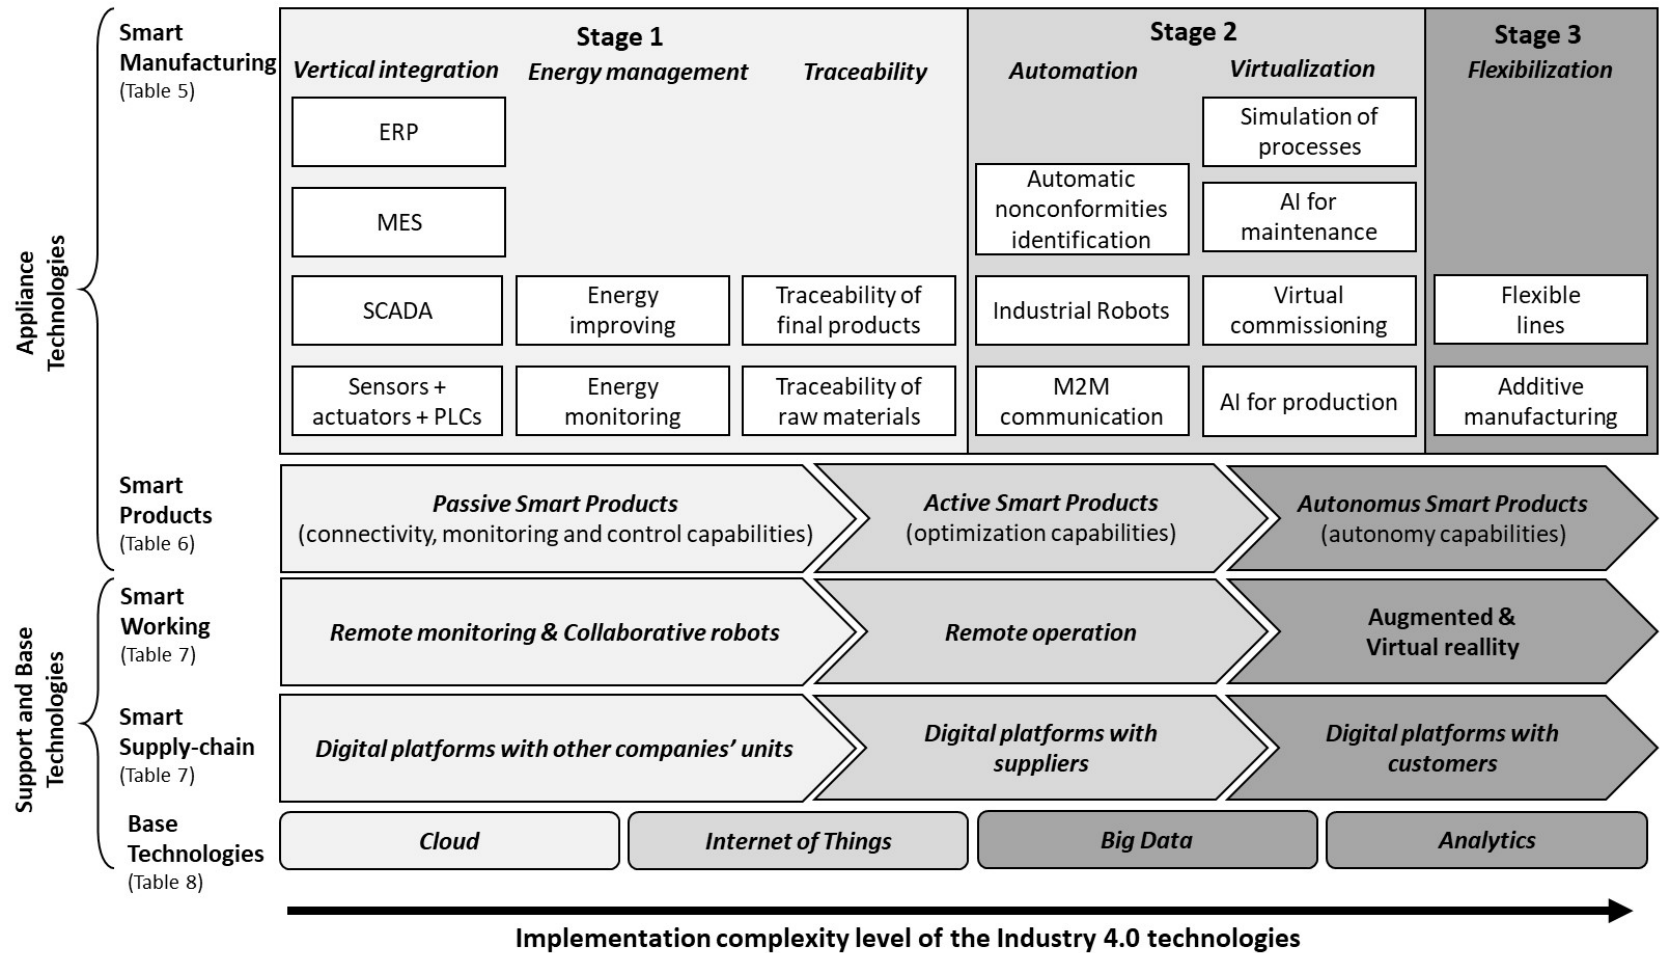 Appliance
Technologies
Smart
Manufacturing
(Table 5)
Stage 1
Vertical integration
Energy management
Traceability
ERP
MES
SCADA
Energy
improving
Traceability of
final products
Sensors +
actuators + PLCs
Energy
monitoring
Traceability of
raw materials
Stage 2
Automation
Virtualization
Automatic
nonconformities
identification
Industrial Robots
M2M
communication
Simulation of
processes
AI for
maintenance
Virtual
commissioning
AI for production
Stage 3
Flexibilization
Flexible
lines
Additive
manufacturing
Smart
Products
(Table 6)
Passive Smart Products
(connectivity, monitoring and control capabilities)
Active Smart Products
(optimization capabilities)
Autonomus Smart Products
(autonomy capabilities)
Support and Base
Technologies
Smart
Working
(Table 7)
Remote monitoring & Collaborative robots
Remote operation
Augmented &
Virtual reallity
Smart
Supply-chain
(Table 7)
Digital platforms with other companies’ units
Digital platforms with
suppliers
Digital platforms with
customers
Base
Technologies
(Table 8)
Cloud
Internet of Things
Big Data
Analytics
Implementation complexity level of the Industry 4.0 technologies